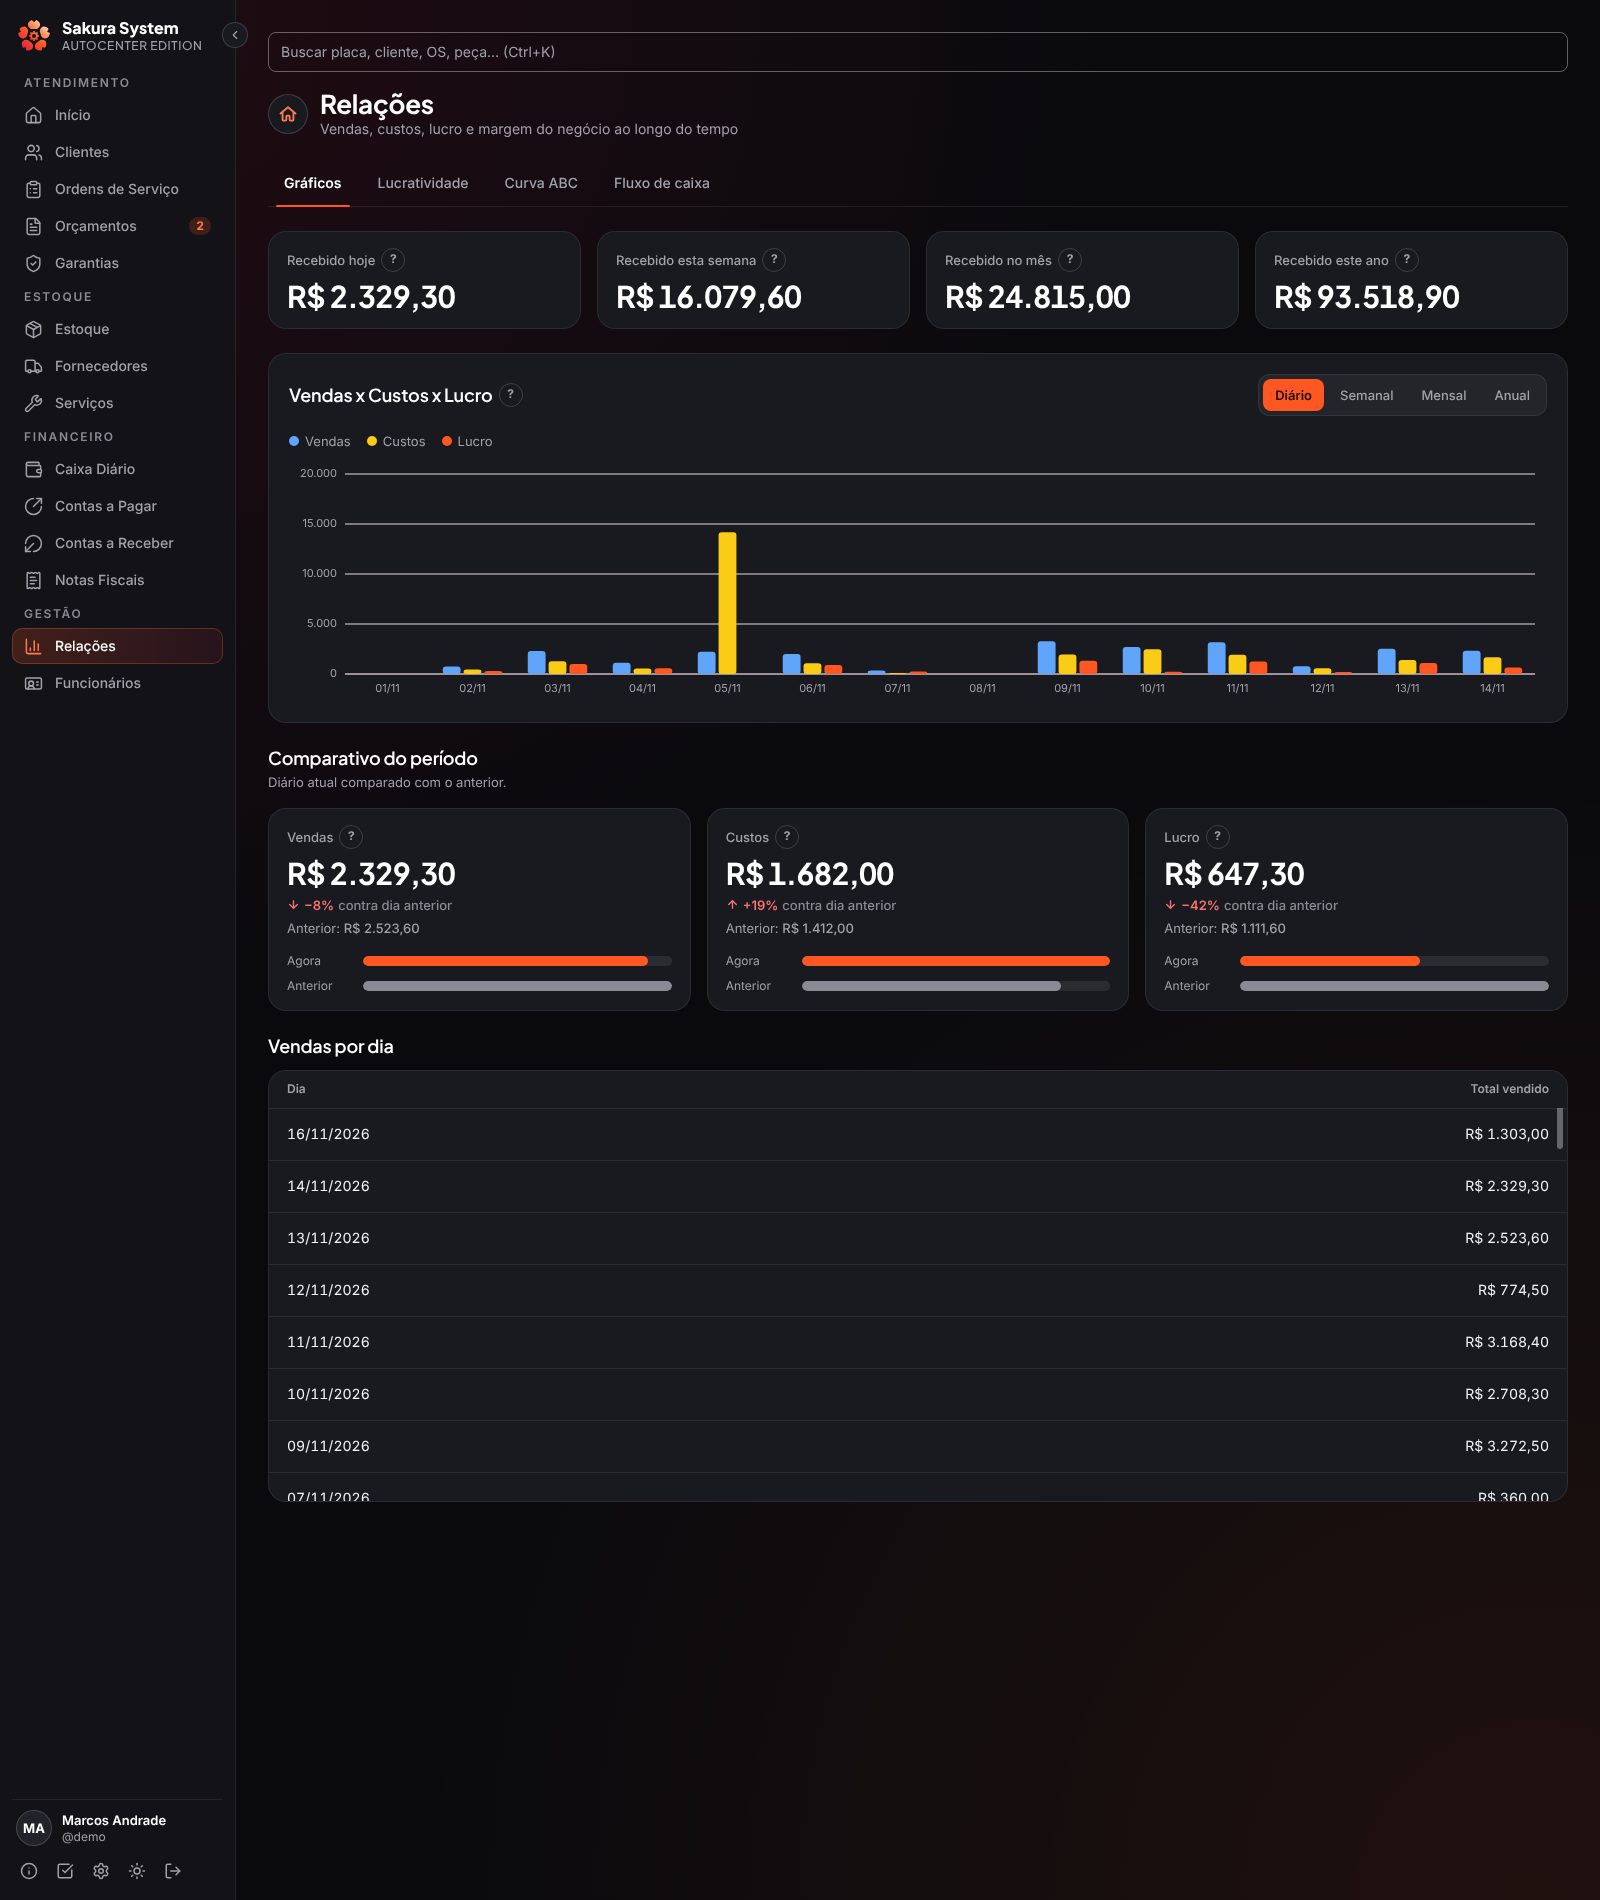 Sakura System
AUTOCENTER EDITION
ATENDIMENTO
Início
Clientes
Ordens de Serviço
Orçamentos 2
Garantias
ESTOQUE
Estoque
Fornecedores
Serviços
FINANCEIRO
Caixa Diário
Contas a Pagar
Contas a Receber
Notas Fiscais
GESTÃO
Relações
Funcionários
MA
Marcos Andrade
@demo
Buscar placa, cliente, OS, peça... (Ctrl+K)
Relações
Vendas, custos, lucro e margem do negócio ao longo do tempo
Gráficos Lucratividade Curva ABC Fluxo de caixa
Recebido hoje ?
R$ 2.329,30
Recebido esta semana ?
R$ 16.079,60
Recebido no mês ?
R$ 24.815,00
Recebido este ano ?
R$ 93.518,90
Vendas x Custos x Lucro ?
Diário Semanal Mensal Anual
Vendas Custos Lucro
20.000
15.000
10.000
5.000
0
01/11 02/11 03/11 04/11 05/11 06/11 07/11 08/11 09/11 10/11 11/11 12/11 13/11 14/11
Comparativo do período
Diário atual comparado com o anterior.
Vendas ?
R$ 2.329,30
↓ −8% contra dia anterior
Anterior: R$ 2.523,60
Agora
Anterior
Custos ?
R$ 1.682,00
↑ +19% contra dia anterior
Anterior: R$ 1.412,00
Agora
Anterior
Lucro ?
R$ 647,30
↓ −42% contra dia anterior
Anterior: R$ 1.111,60
Agora
Anterior
Vendas por dia
Dia Total vendido
16/11/2026 R$ 1.303,00
14/11/2026 R$ 2.329,30
13/11/2026 R$ 2.523,60
12/11/2026 R$ 774,50
11/11/2026 R$ 3.168,40
10/11/2026 R$ 2.708,30
09/11/2026 R$ 3.272,50
07/11/2026 R$ 360,00